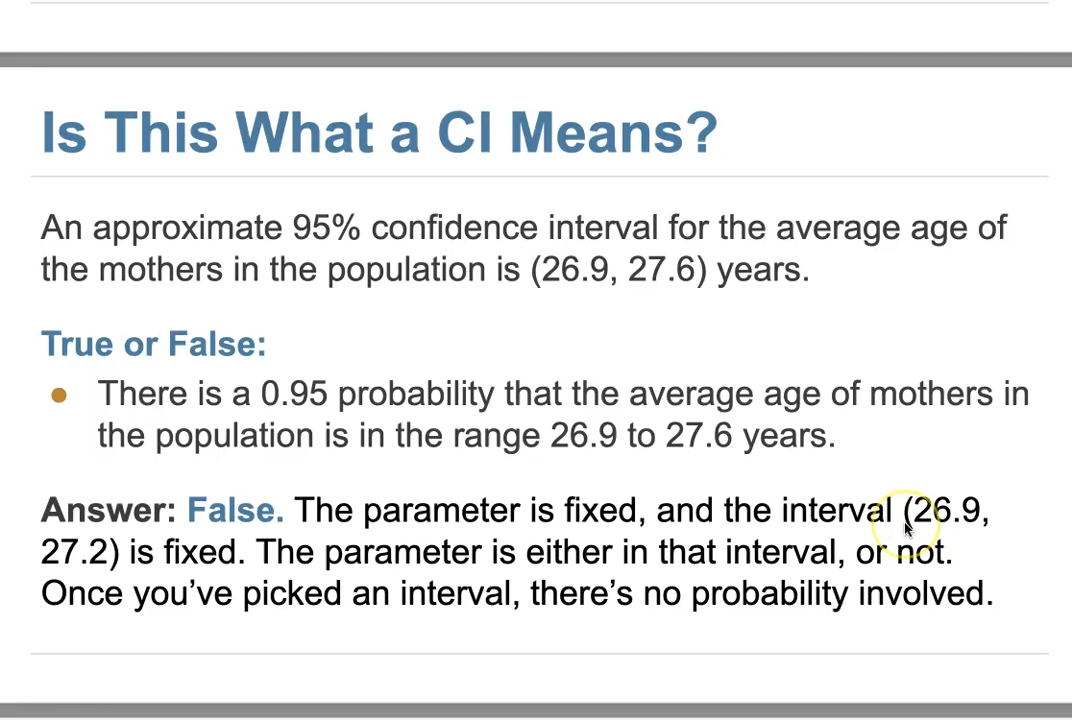 Is This What a CI Means?
An approximate 95% confidence interval for the average age of
the mothers in the population is (26.9, 27.6) years.
True or False:
● There is a 0.95 probability that the average age of mothers in
the population is in the range 26.9 to 27.6 years.
Answer: False. The parameter is fixed, and the interval (26.9,
27.2) is fixed. The parameter is either in that interval, or not.
Once you’ve picked an interval, there’s no probability involved.